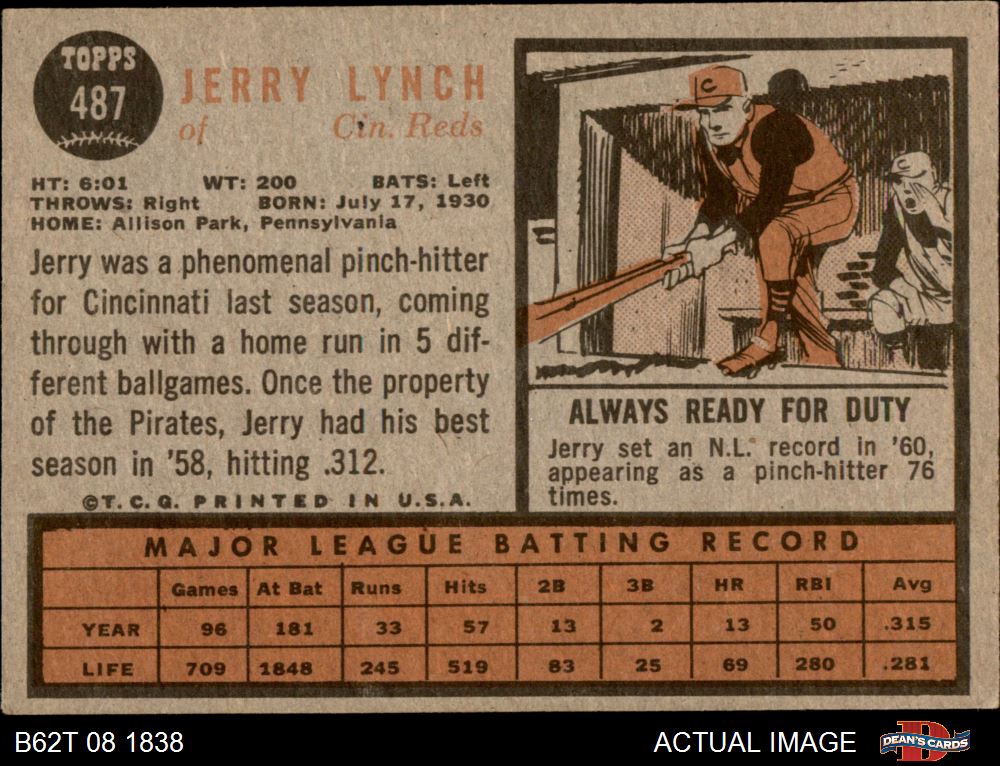 TOPPS
487
JERRY LYNCH
of Cin. Reds
HT: 6:01 WT: 200 BATS: Left
THROWS: Right BORN: July 17, 1930
HOME: Allison Park, Pennsylvania
Jerry was a phenomenal pinch-hitter
for Cincinnati last season, coming
through with a home run in 5 dif-
ferent ballgames. Once the property
of the Pirates, Jerry had his best
season in '58, hitting .312.
©T. C. G. PRINTED IN U.S.A.
C
C
ALWAYS READY FOR DUTY
Jerry set an N.L. record in '60,
appearing as a pinch-hitter 76
times.
MAJOR LEAGUE BATTING RECORD
Games At Bat Runs Hits 2B 3B HR RBI Avg
YEAR 96 181 33 57 13 2 13 50 .315
LIFE 709 1848 245 519 83 25 69 280 .281
B62T 08 1838
ACTUAL IMAGE
D
DEAN'S CARDS